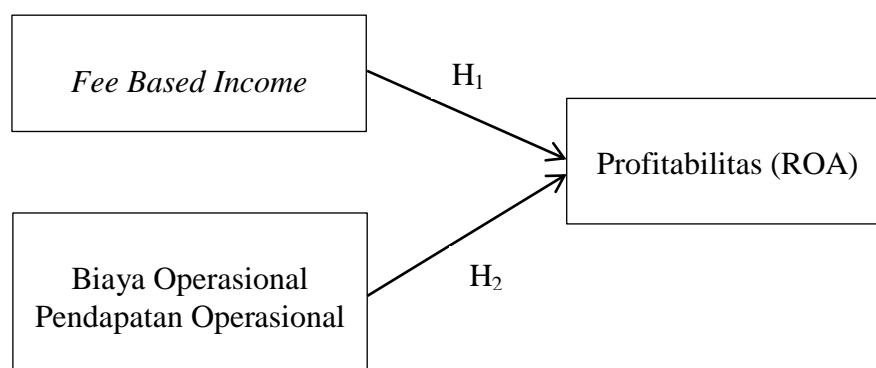 Fee Based Income
H₁
Profitabilitas (ROA)
Biaya Operasional
Pendapatan Operasional
H₂